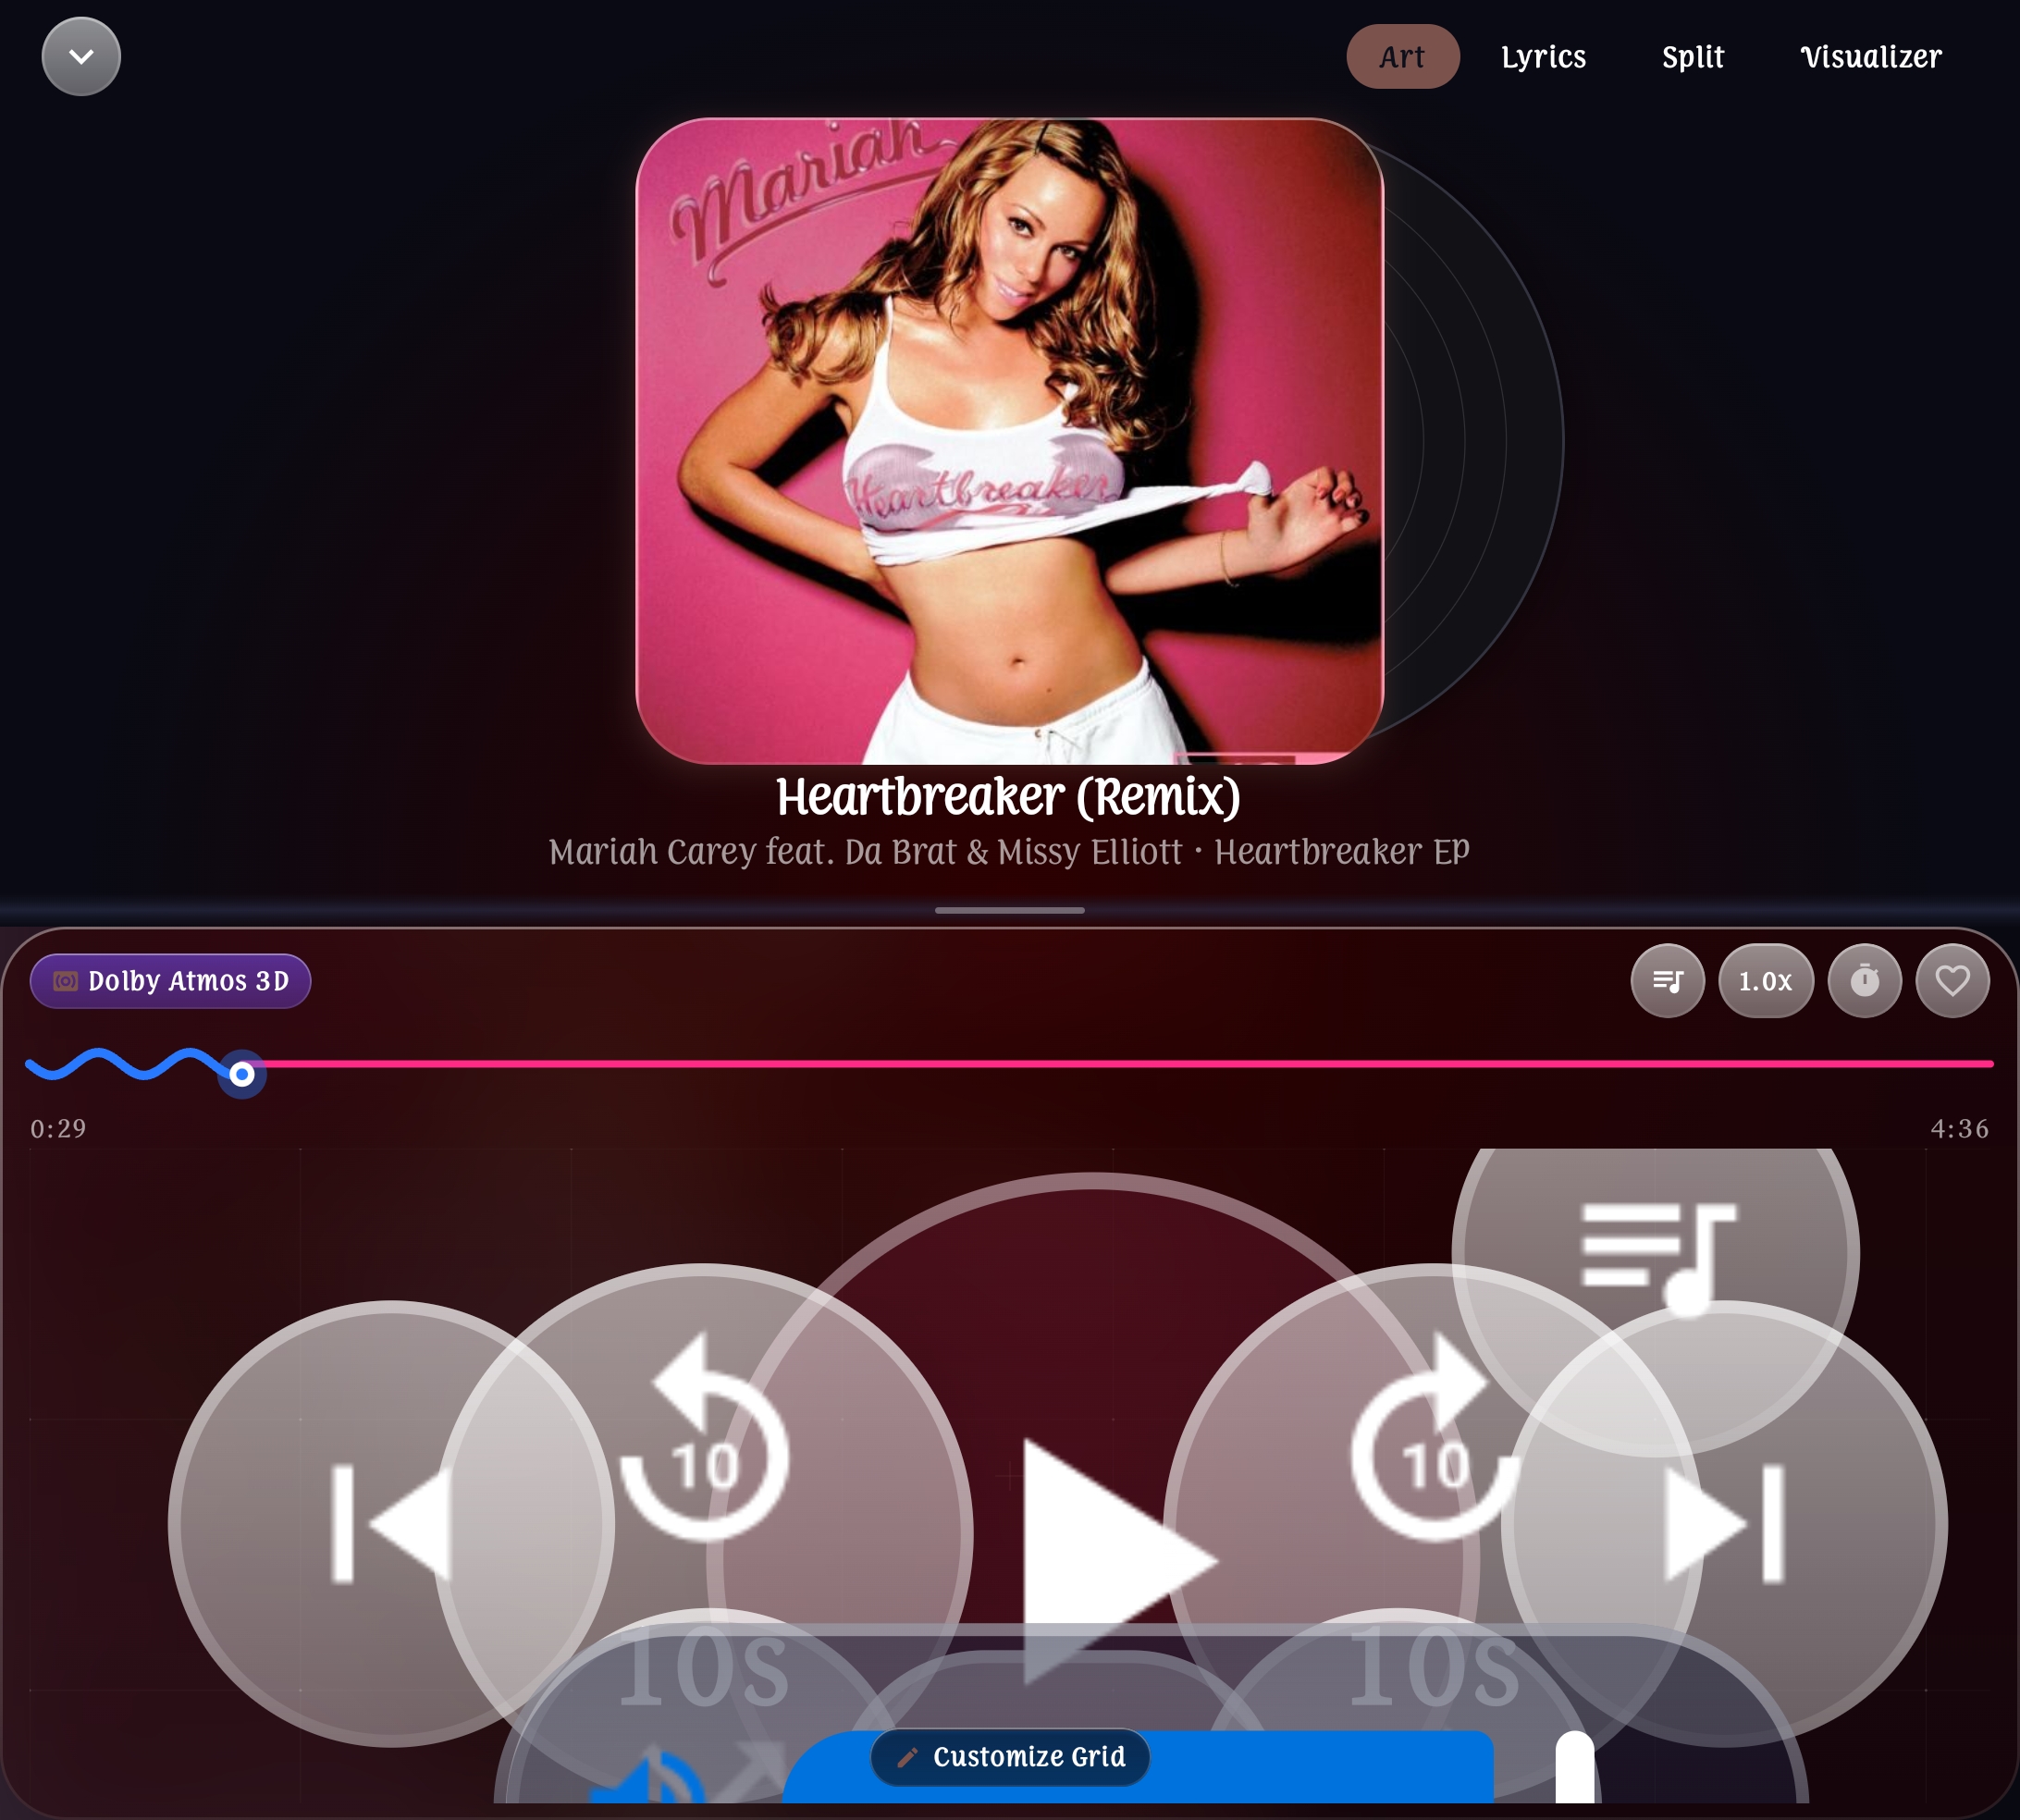 Art Lyrics Split Visualizer
Mariah
Heartbreaker
Heartbreaker (Remix)
Mariah Carey feat. Da Brat & Missy Elliott · Heartbreaker Ep
Dolby Atmos 3D 1.0x
0:29 4:36
10 10
10s 10s
Customize Grid